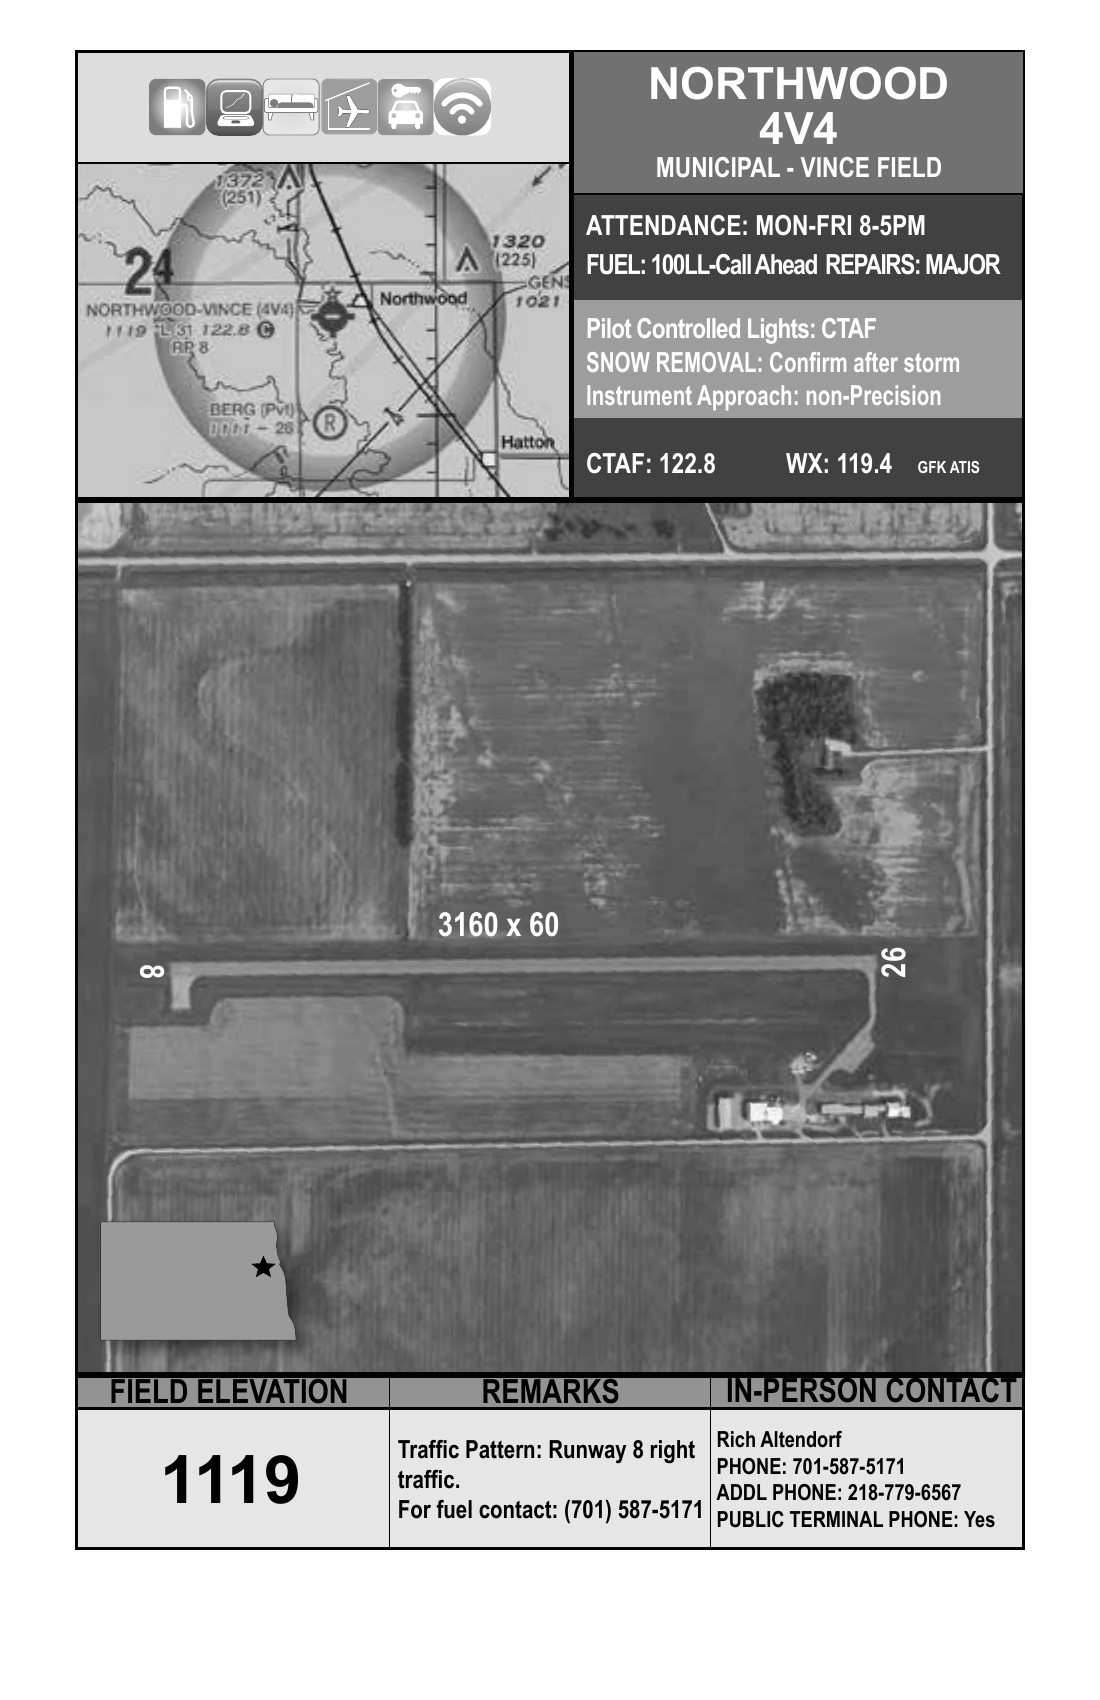 NORTHWOOD
4V4
MUNICIPAL - VINCE FIELD
ATTENDANCE: MON-FRI 8-5PM
FUEL: 100LL-Call Ahead REPAIRS: MAJOR
Pilot Controlled Lights: CTAF
SNOW REMOVAL: Confirm after storm
Instrument Approach: non-Precision
CTAF: 122.8 WX: 119.4 GFK ATIS
1372
(251)
1320
(225)
24
GENS
1021
Northwood
NORTHWOOD-VINCE (4V4)
1119 *L 31 122.8 C
RP 8
BERG (Pvt)
1111 - 26
R
Hatton
3160 x 60
8
26
FIELD ELEVATION
1119
REMARKS
Traffic Pattern: Runway 8 right
traffic.
For fuel contact: (701) 587-5171
IN-PERSON CONTACT
Rich Altendorf
PHONE: 701-587-5171
ADDL PHONE: 218-779-6567
PUBLIC TERMINAL PHONE: Yes